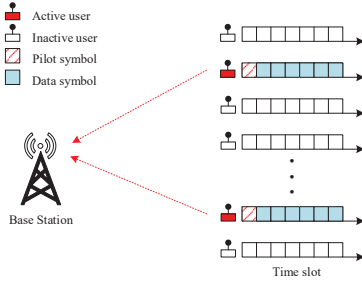 Active user
Inactive user
Pilot symbol
Data symbol
Base Station
Time slot